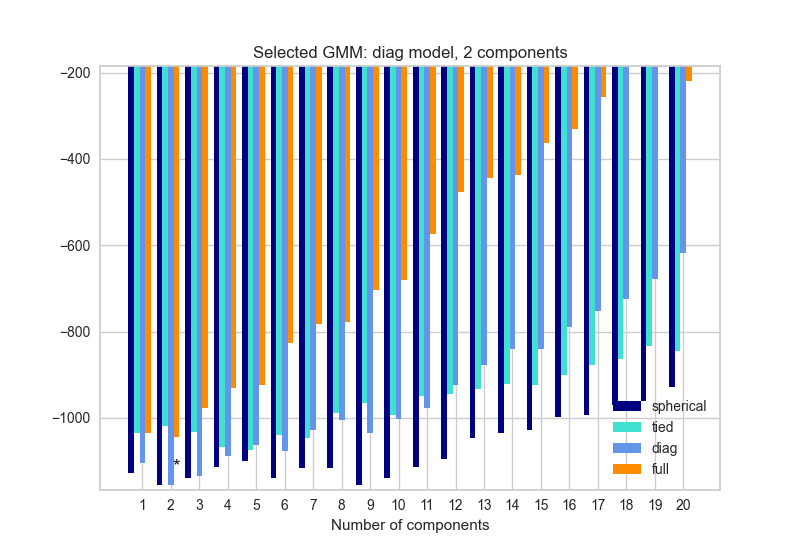 Selected GMM: diag model, 2 components
−200
−400
−600
−800
−1000
*
spherical
tied
diag
full
1 2 3 4 5 6 7 8 9 10 11 12 13 14 15 16 17 18 19 20
Number of components